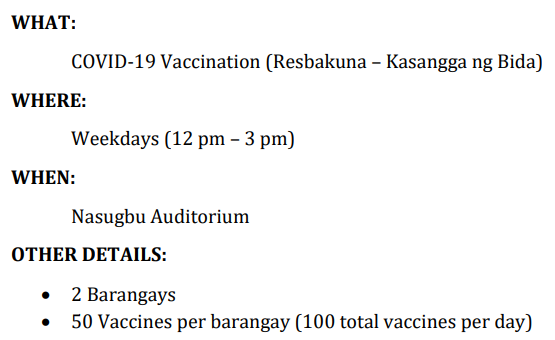 WHAT:
COVID-19 Vaccination (Resbakuna – Kasangga ng Bida)
WHERE:
Weekdays (12 pm – 3 pm)
WHEN:
Nasugbu Auditorium
OTHER DETAILS:
• 2 Barangays
• 50 Vaccines per barangay (100 total vaccines per day)